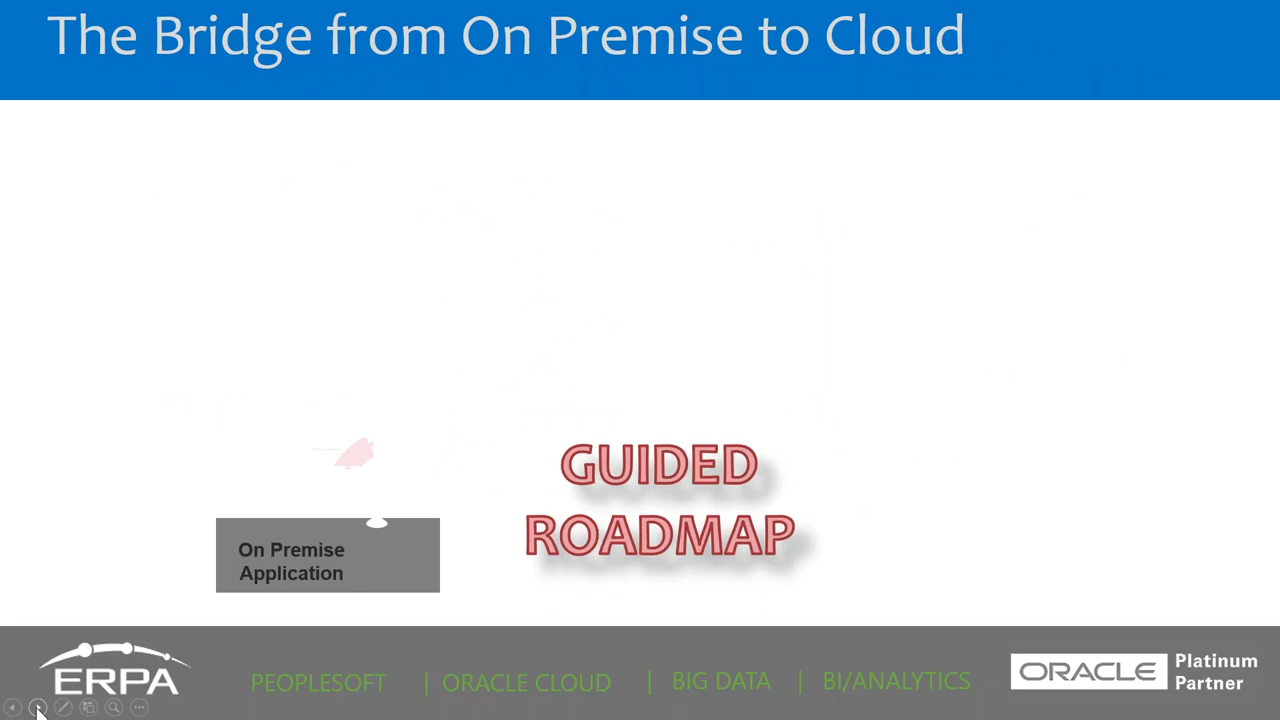 The Bridge from On Premise to Cloud
GUIDED
ROADMAP
On Premise
Application
ERPA
PEOPLESOFT | ORACLE CLOUD | BIG DATA | BI/ANALYTICS
ORACLE
Platinum
Partner